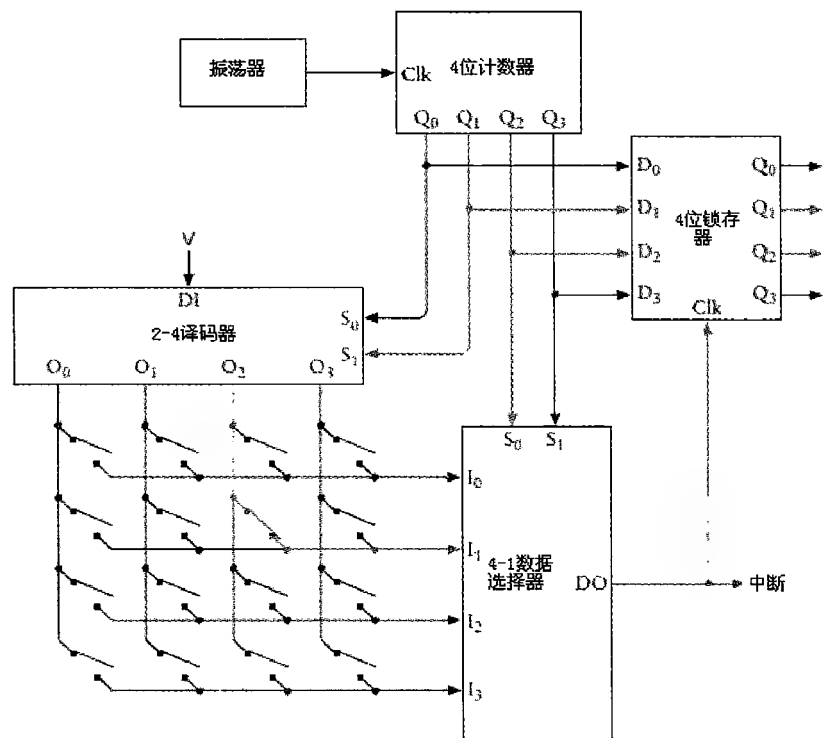 振荡器
Clk
4位计数器
Q0 Q1 Q2 Q3
D0
Q0
D1
Q1
4位锁存
器
D2
Q2
D3
Q3
Clk
V
DI
2-4译码器
S0
S1
O0 O1 O2 O3
S0 S1
I0
I1
4-1数据
选择器
DO
中断
I2
I3